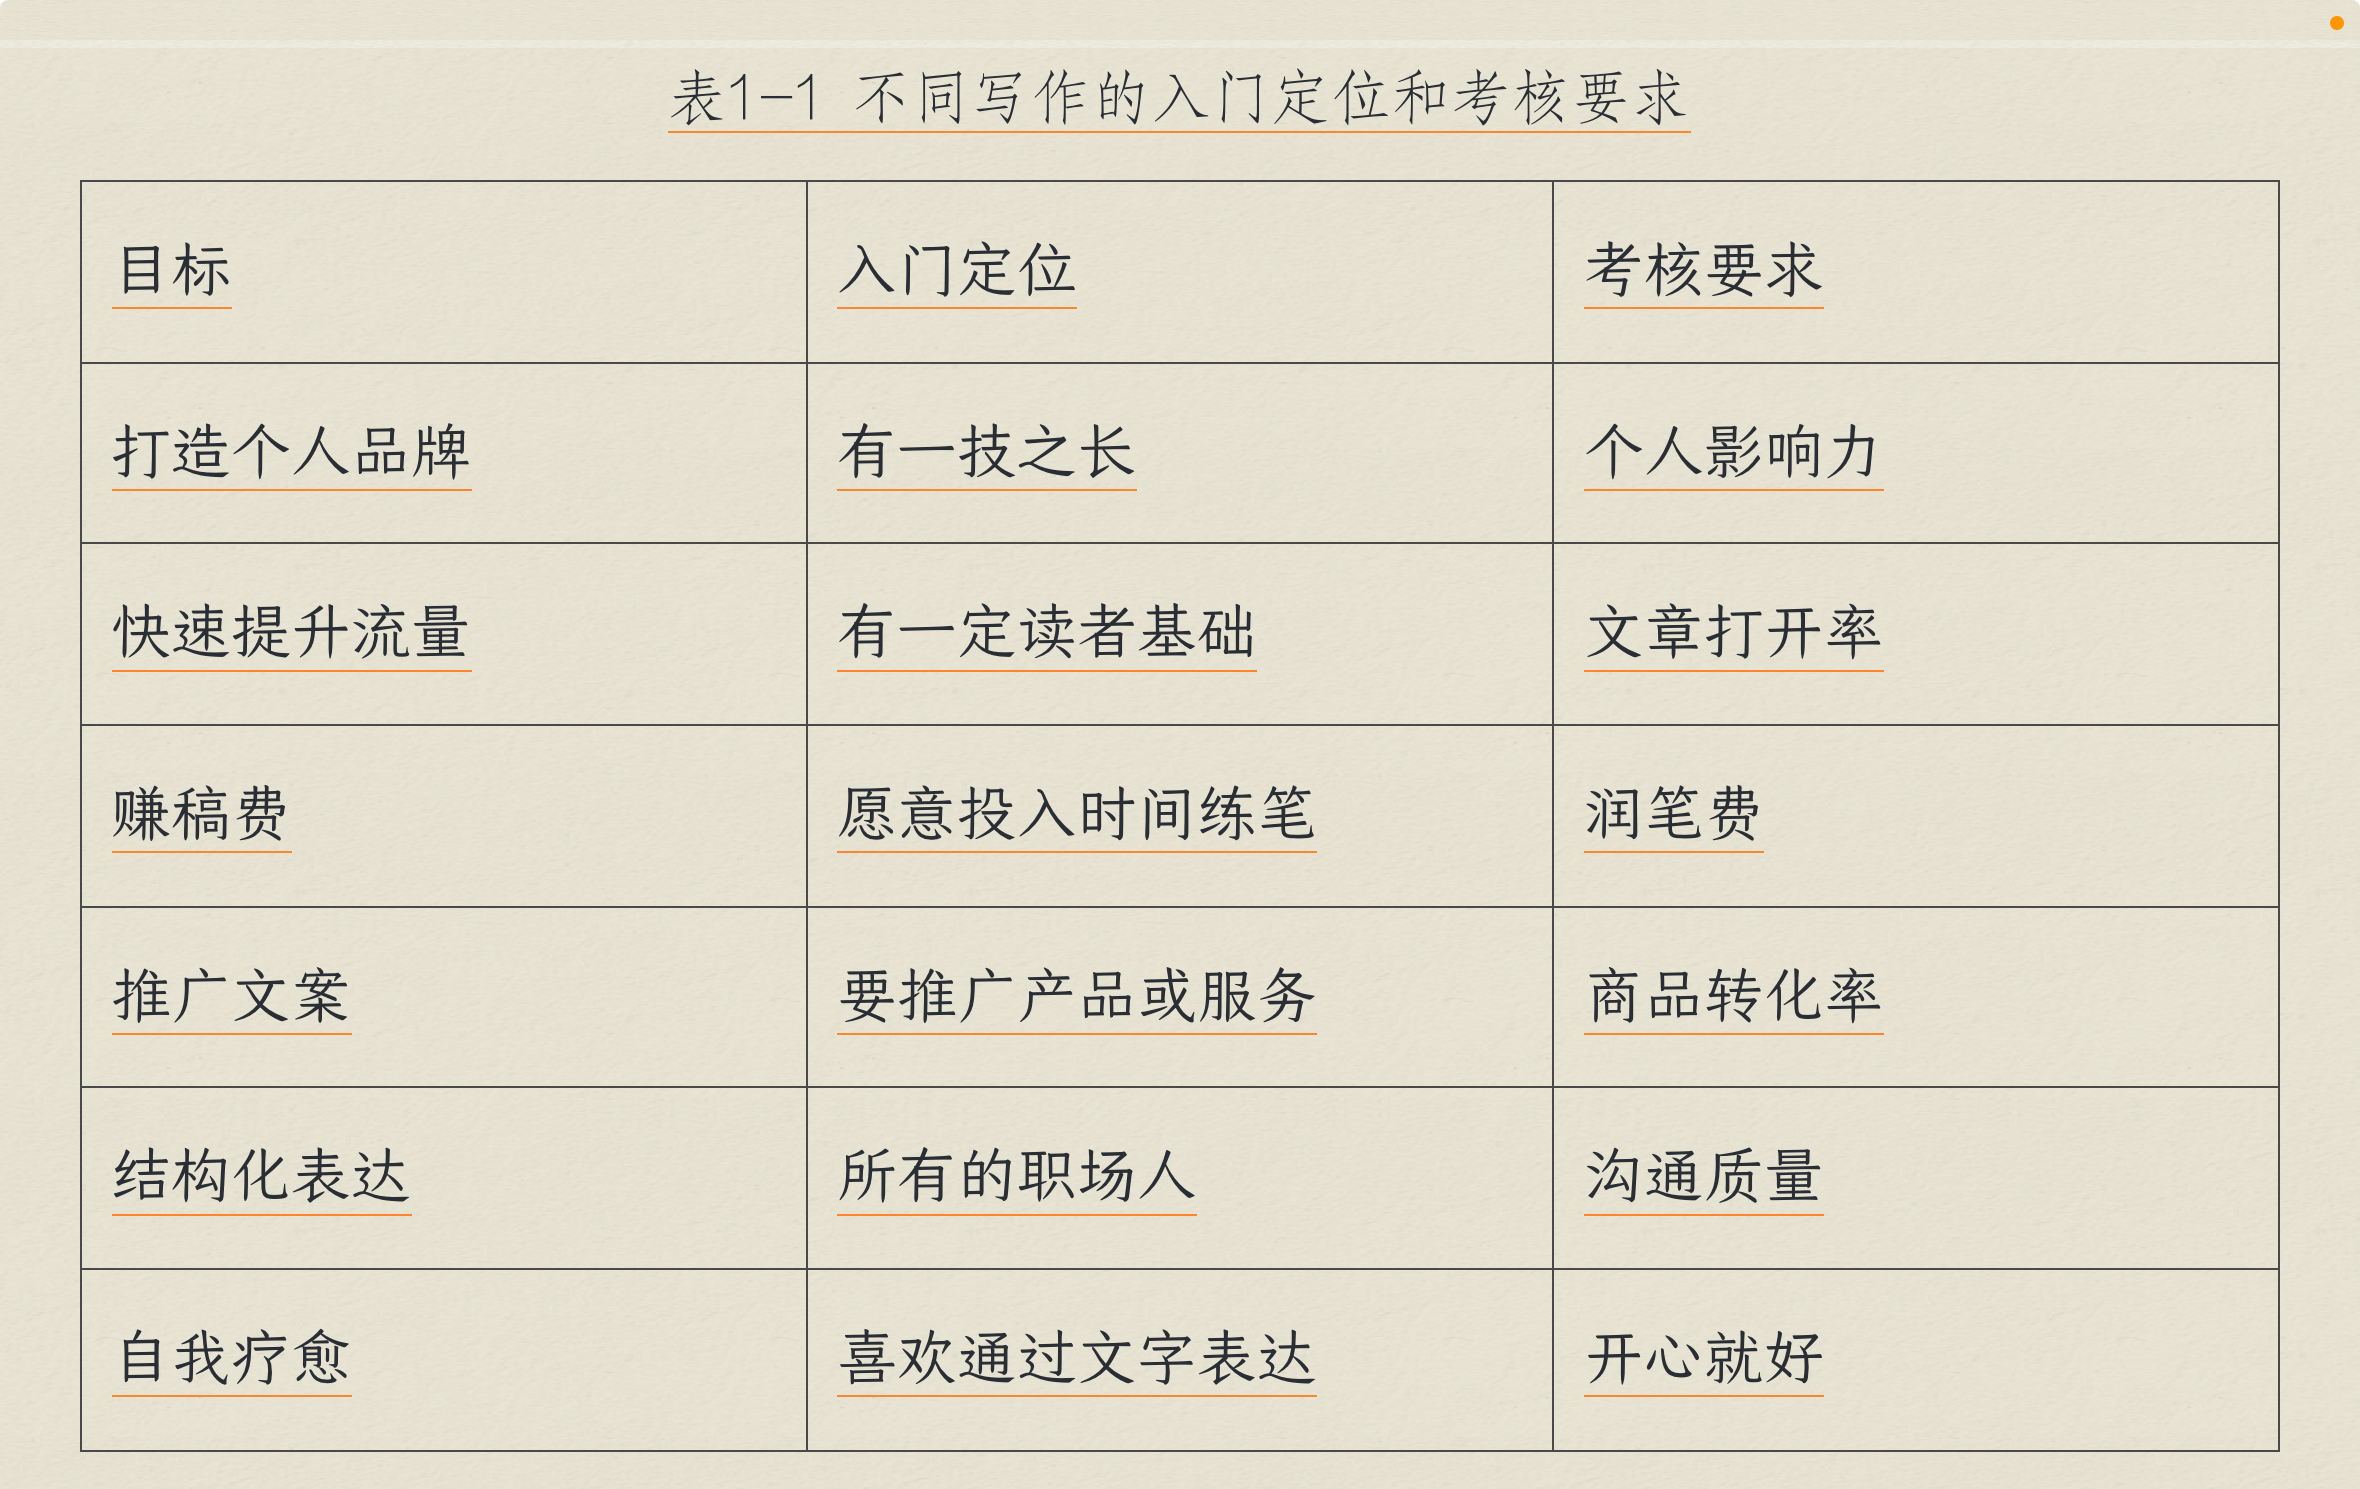 表1-1 不同写作的入门定位和考核要求
目标 入门定位 考核要求
打造个人品牌 有一技之长 个人影响力
快速提升流量 有一定读者基础 文章打开率
赚稿费 愿意投入时间练笔 润笔费
推广文案 要推广产品或服务 商品转化率
结构化表达 所有的职场人 沟通质量
自我疗愈 喜欢通过文字表达 开心就好